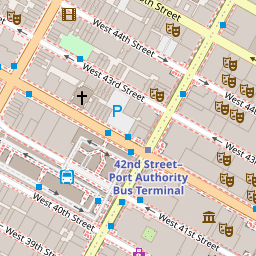 Street
West 44th Street
West 43rd Street
West 44th
P
42nd Street–
Port Authority
Bus Terminal
West 40th Street
West 41st Street
West 39th Street